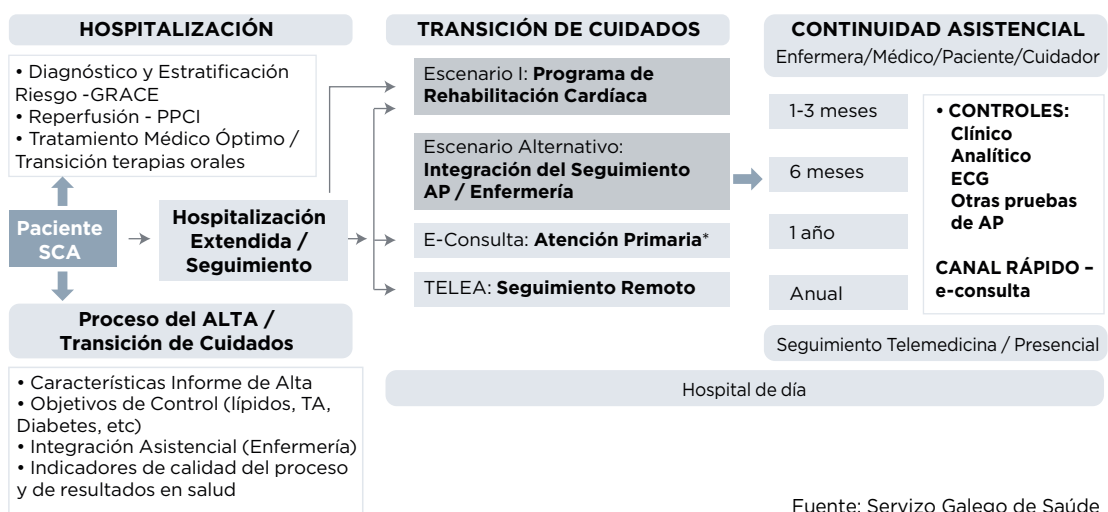 HOSPITALIZACIÓN
• Diagnóstico y Estratificación
Riesgo -GRACE
• Reperfusión - PPCI
• Tratamiento Médico Óptimo /
Transición terapias orales
Paciente
SCA
Hospitalización
Extendida /
Seguimiento
Proceso del ALTA /
Transición de Cuidados
• Características Informe de Alta
• Objetivos de Control (lípidos, TA,
Diabetes, etc)
• Integración Asistencial (Enfermería)
• Indicadores de calidad del proceso
y de resultados en salud
TRANSICIÓN DE CUIDADOS
Escenario I: Programa de
Rehabilitación Cardíaca
Escenario Alternativo:
Integración del Seguimiento
AP / Enfermería
E-Consulta: Atención Primaria*
TELEA: Seguimiento Remoto
CONTINUIDAD ASISTENCIAL
Enfermera/Médico/Paciente/Cuidador
1-3 meses
6 meses
1 año
Anual
• CONTROLES:
Clínico
Analítico
ECG
Otras pruebas
de AP
CANAL RÁPIDO –
e-consulta
Seguimiento Telemedicina / Presencial
Hospital de día
Fuente: Servizo Galego de Saúde